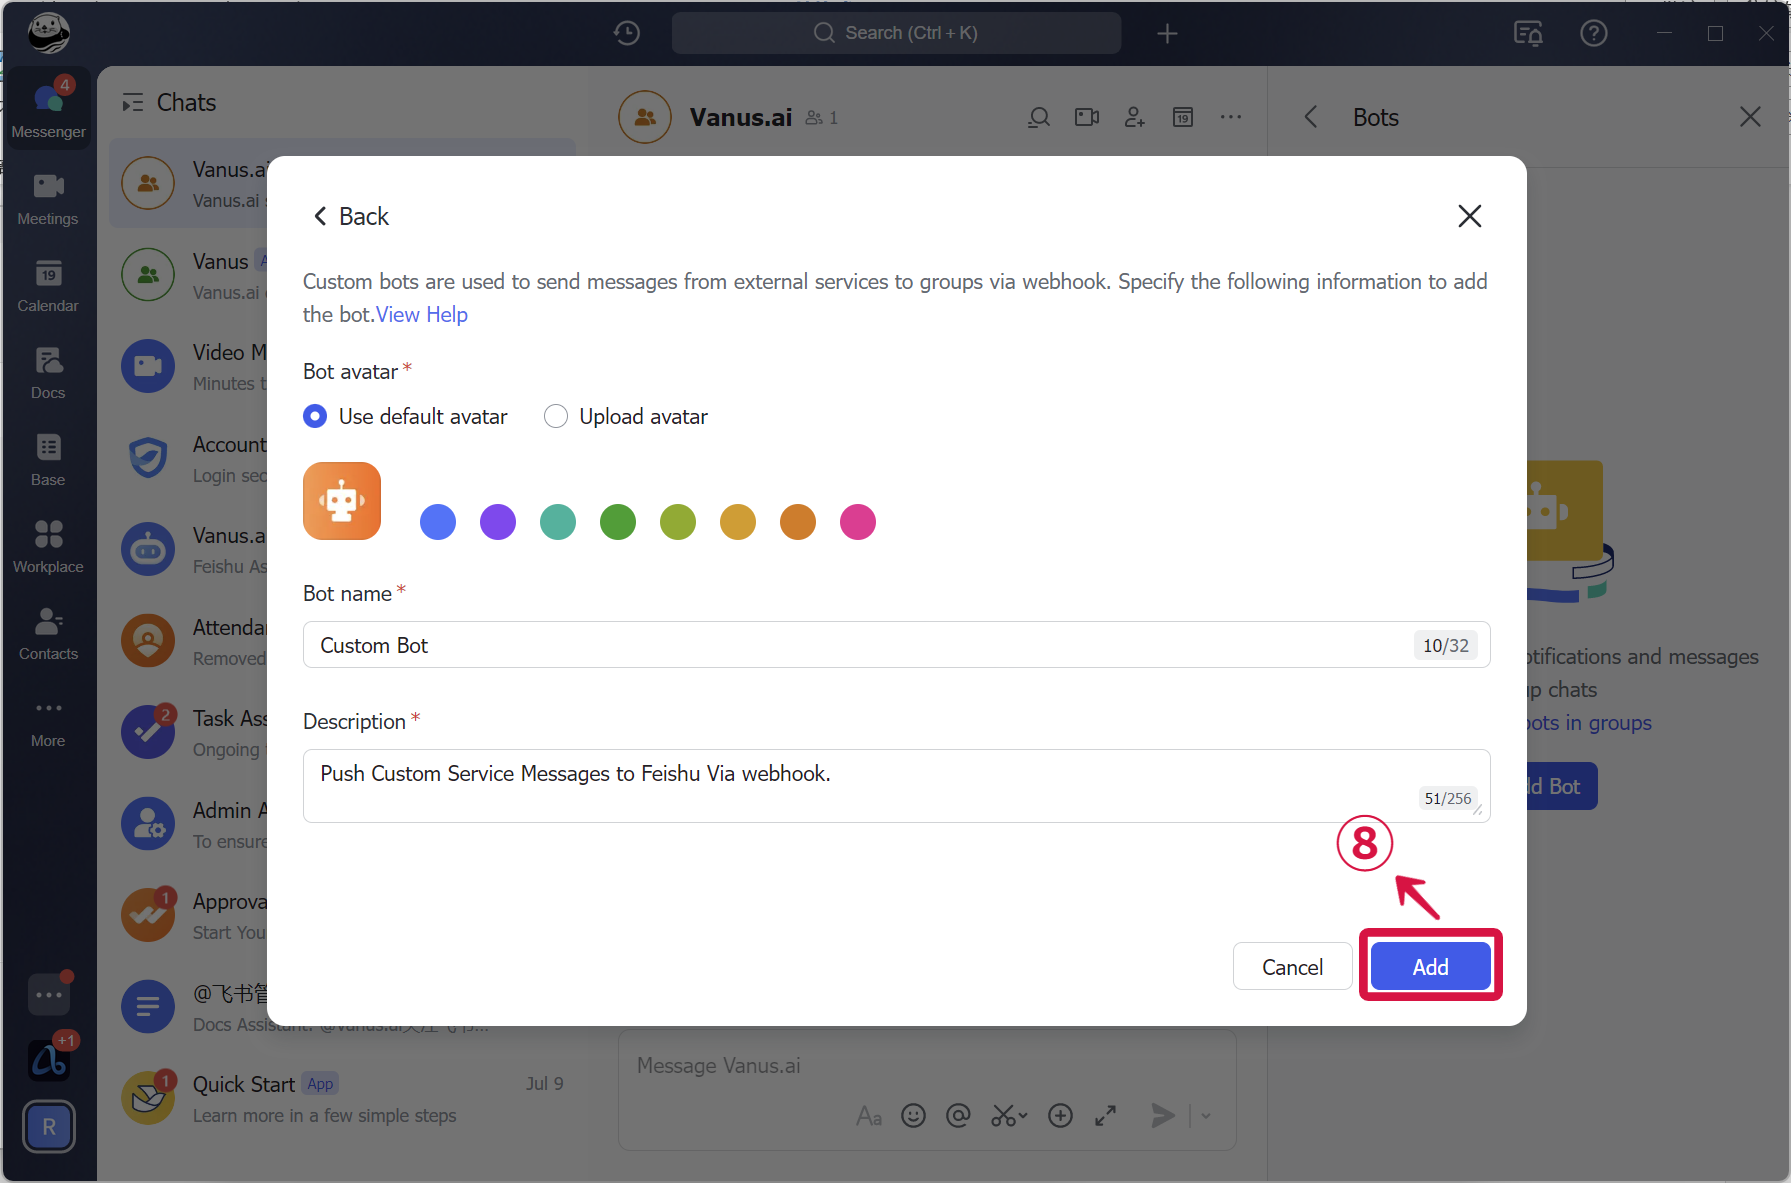 Search (Ctrl + K)
4
Messenger
Meetings
19
Calendar
Docs
Base
Workplace
Contacts
More
+1
R
Chats
Vanus.ai
Vanus.ai
Vanus
Vanus.ai
Video M
Minutes t
Account
Login sec
Vanus.a
Feishu As
Attenda
Removed
2
Task Ass
Ongoing
Admin A
To ensure
1
Approva
Start You
@飞书管
Docs Assistant:
1
Quick Start App
Jul 9
Learn more in a few simple steps
Vanus.ai 1
19
Bots
Back
Custom bots are used to send messages from external services to groups via webhook. Specify the following information to add
the bot.View Help
Bot avatar *
Use default avatar
Upload avatar
Bot name *
Custom Bot
10/32
Description *
Push Custom Service Messages to Feishu Via webhook.
51/256
8
Cancel
Add
otifications and messages
up chats
bots in groups
dd Bot
Message Vanus.ai
Aa